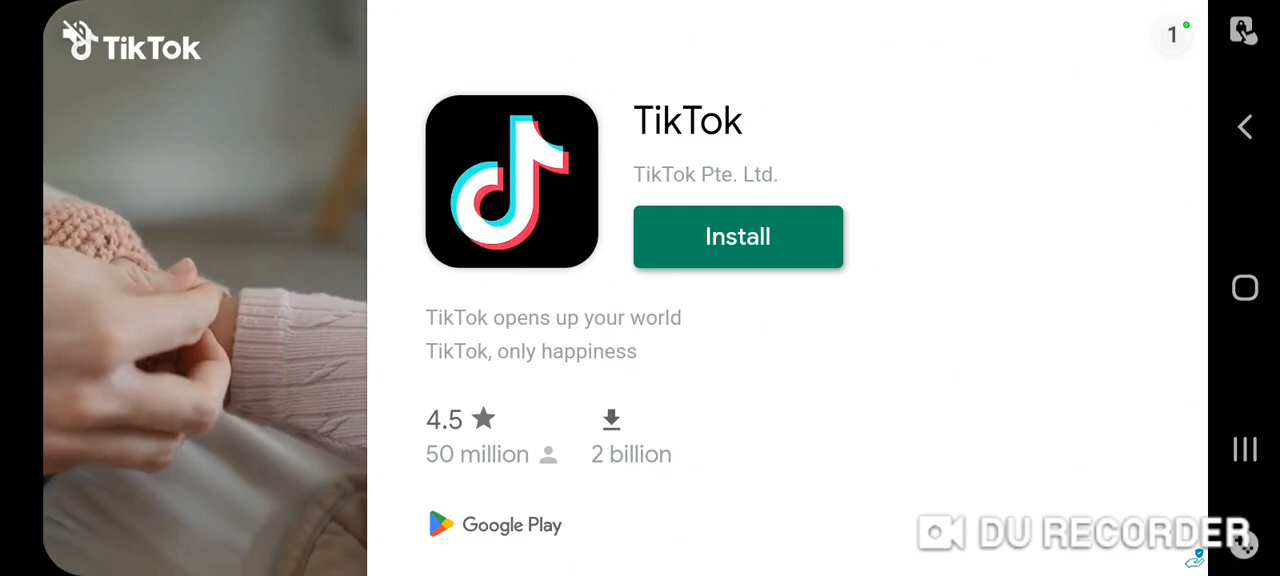 TikTok
1
TikTok
TikTok Pte. Ltd.
Install
TikTok opens up your world
TikTok, only happiness
4.5
50 million
2 billion
Google Play
DU RECORDER